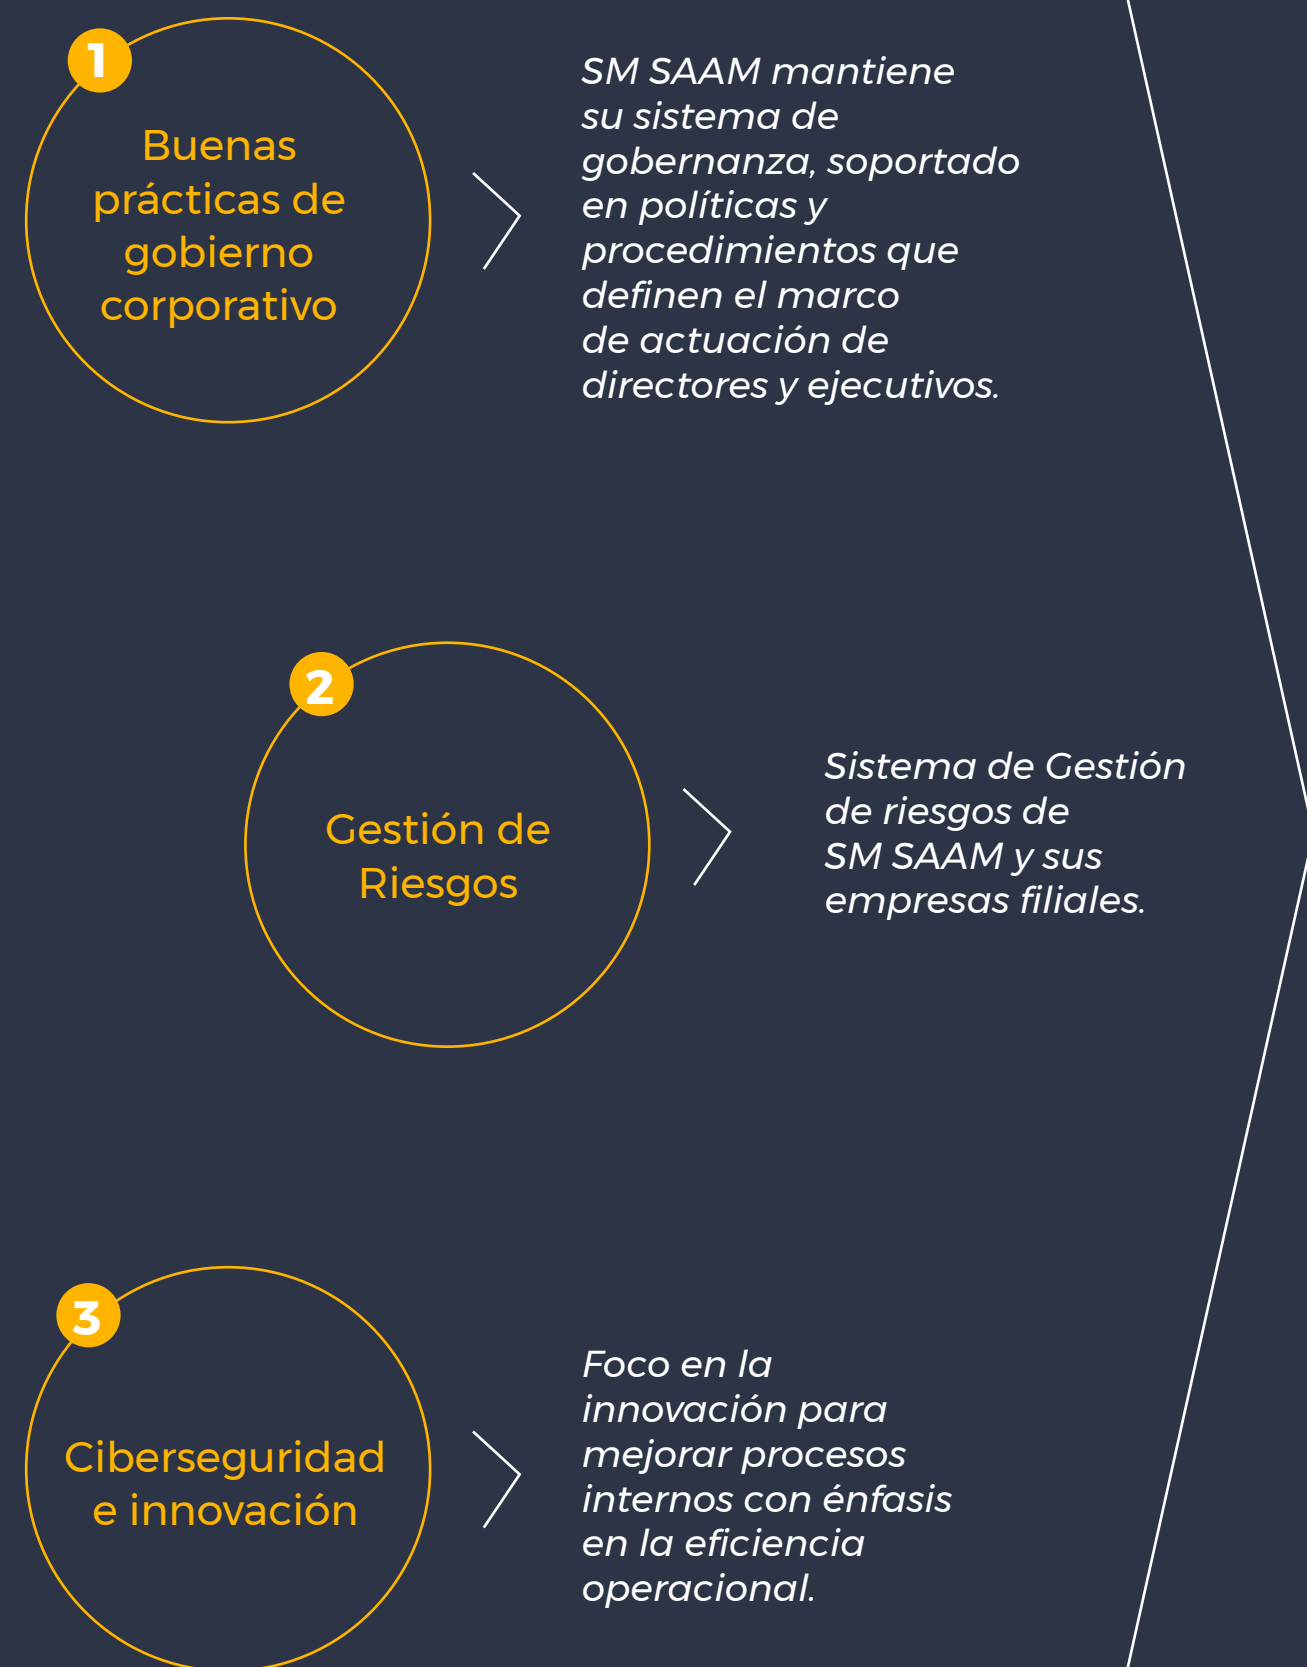 1
Buenas
prácticas de
gobierno
corporativo
SM SAAM mantiene
su sistema de
gobernanza, soportado
en políticas y
procedimientos que
definen el marco
de actuación de
directores y ejecutivos.
2
Gestión de
Riesgos
Sistema de Gestión
de riesgos de
SM SAAM y sus
empresas filiales.
3
Ciberseguridad
e innovación
Foco en la
innovación para
mejorar procesos
internos con énfasis
en la eficiencia
operacional.